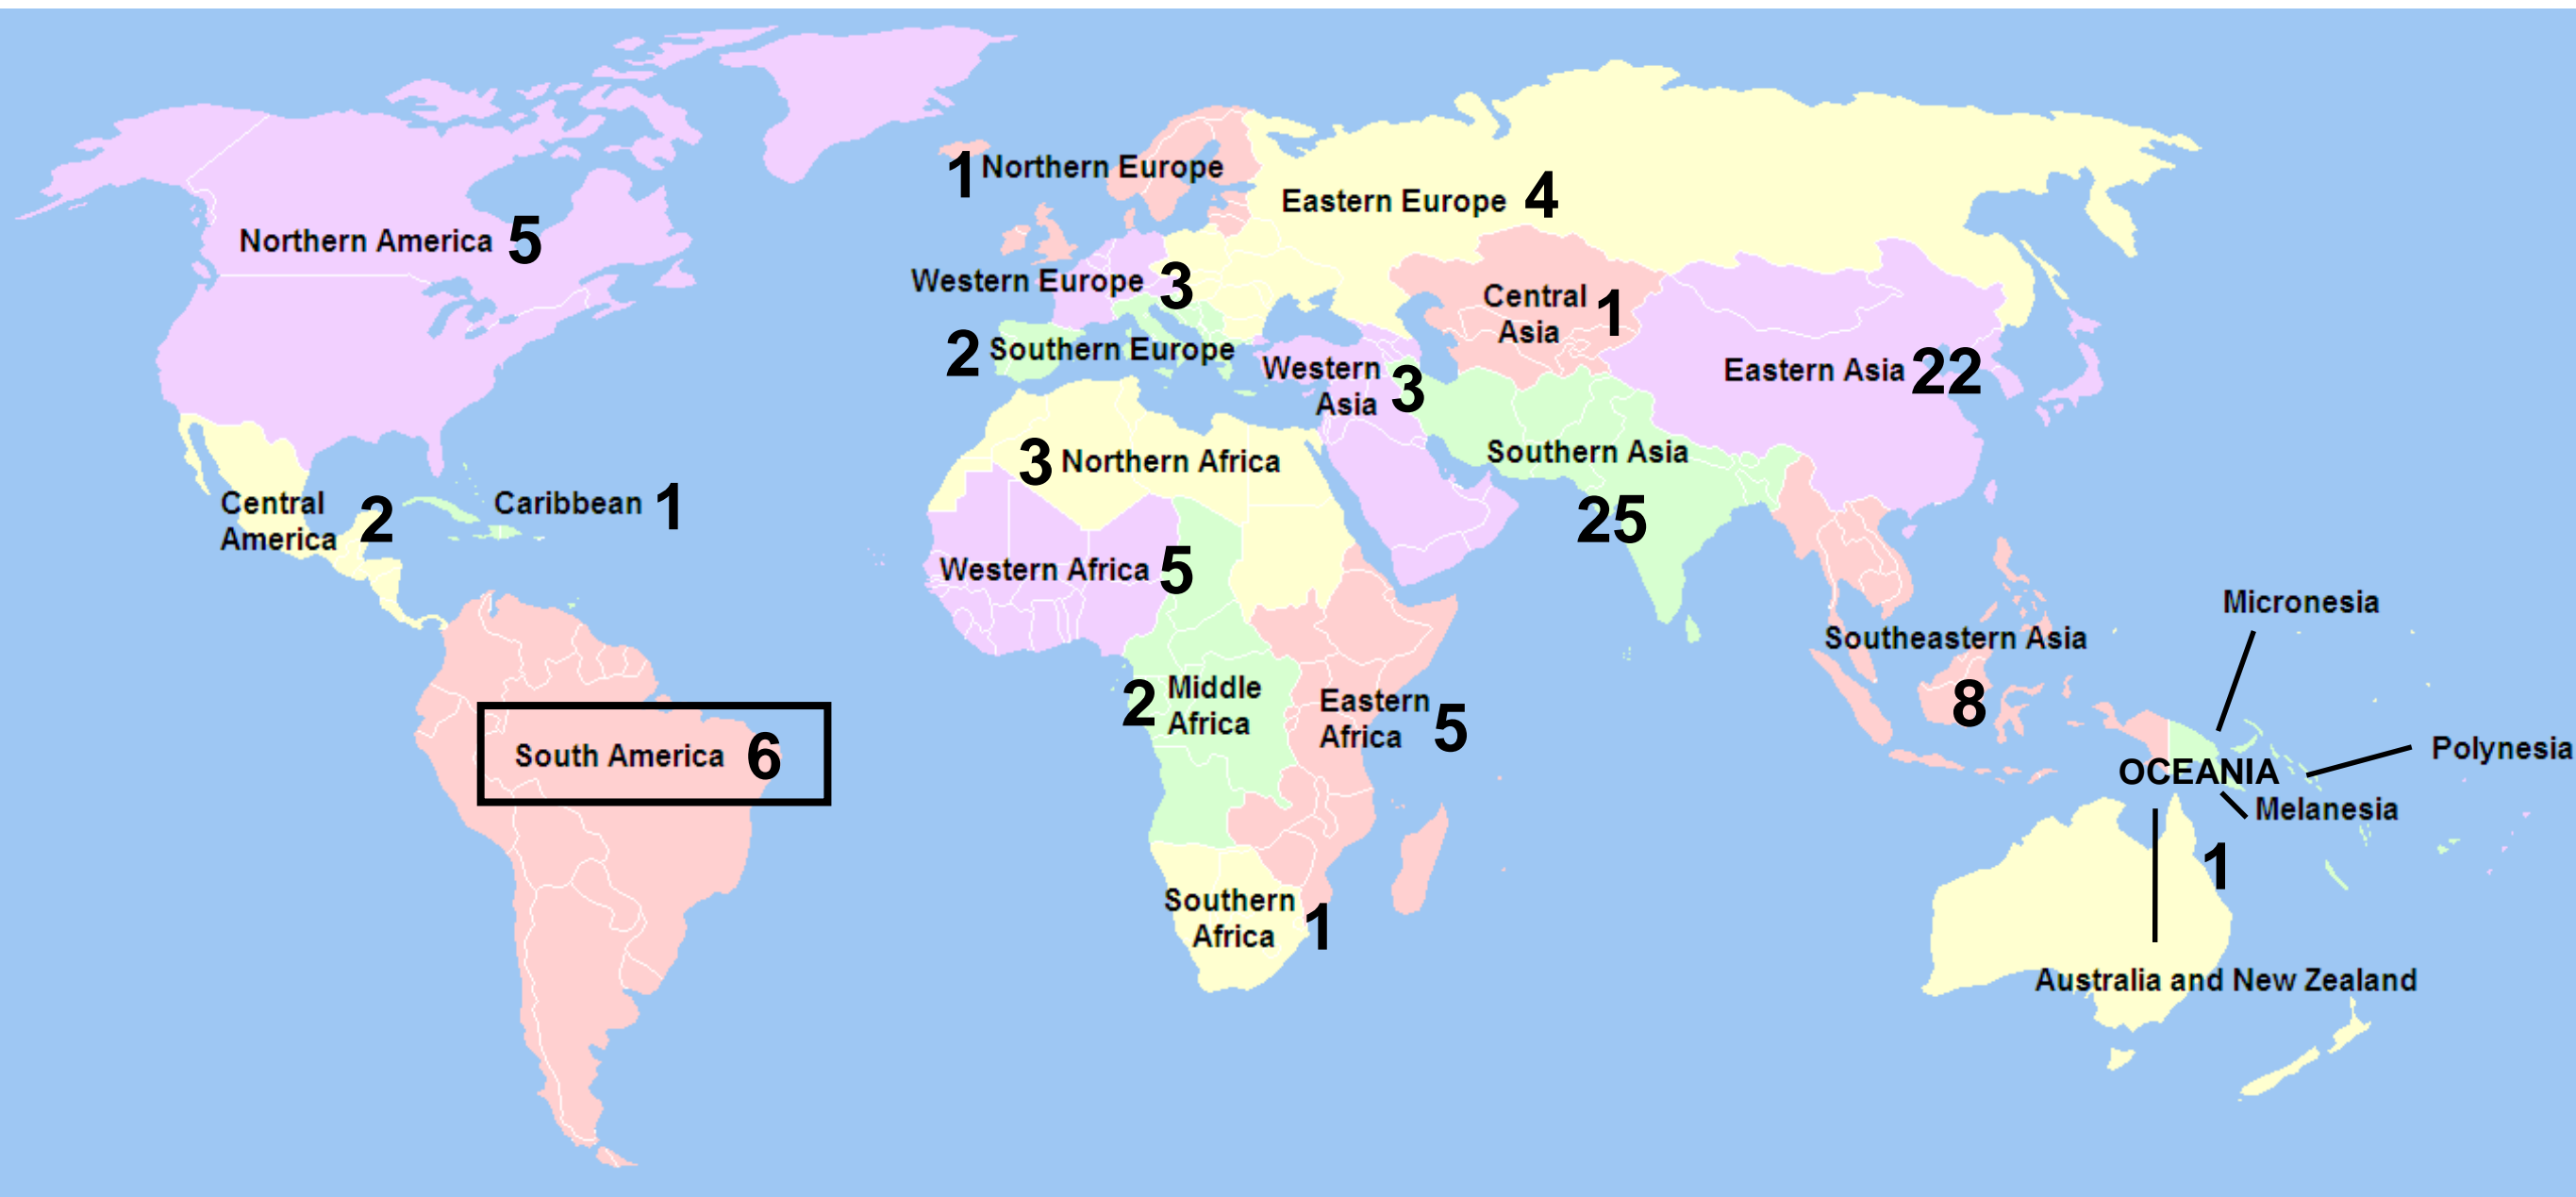 1 Northern Europe
Eastern Europe 4
Northern America 5
Western Europe 3
Central
Asia 1
2 Southern Europe
Western
Asia 3
Eastern Asia 22
3 Northern Africa
Southern Asia
25
Central
America 2
Caribbean 1
Western Africa 5
Micronesia
Southeastern Asia
8
2 Middle
Africa
Eastern
Africa 5
South America 6
Polynesia
OCEANIA
Melanesia
1
Southern
Africa 1
Australia and New Zealand